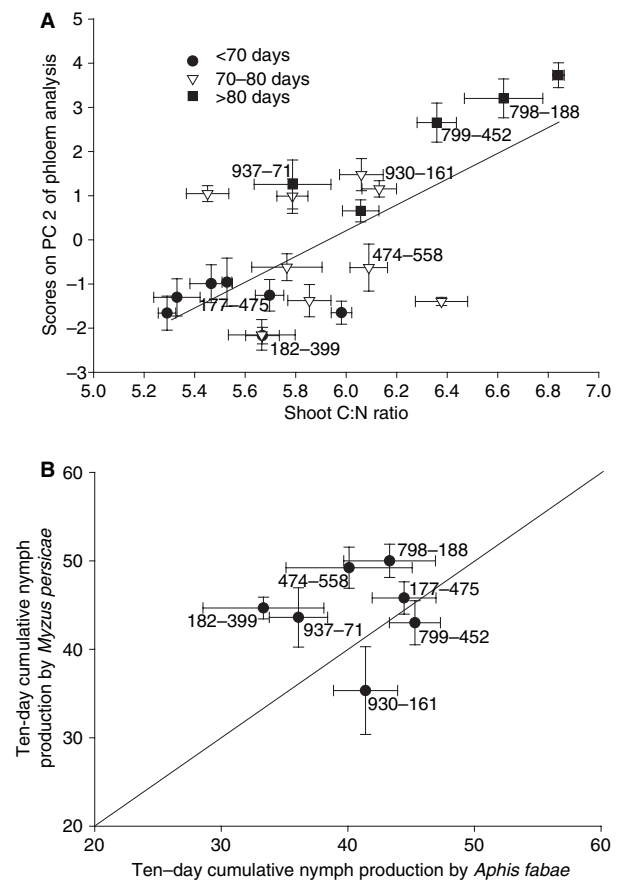 A
5
4
3
2
1
0
−1
−2
−3
Scores on PC 2 of phloem analysis
<70 days
70–80 days
>80 days
798–188
799–452
937–71
930–161
474–558
177–475
182–399
5.0 5.2 5.4 5.6 5.8 6.0 6.2 6.4 6.6 6.8 7.0
Shoot C:N ratio
B
60
50
40
30
20
Ten-day cumulative nymph
production by Myzus persicae
798–188
474–558
177–475
182–399
937–71
799–452
930–161
20 30 40 50 60
Ten–day cumulative nymph production by Aphis fabae